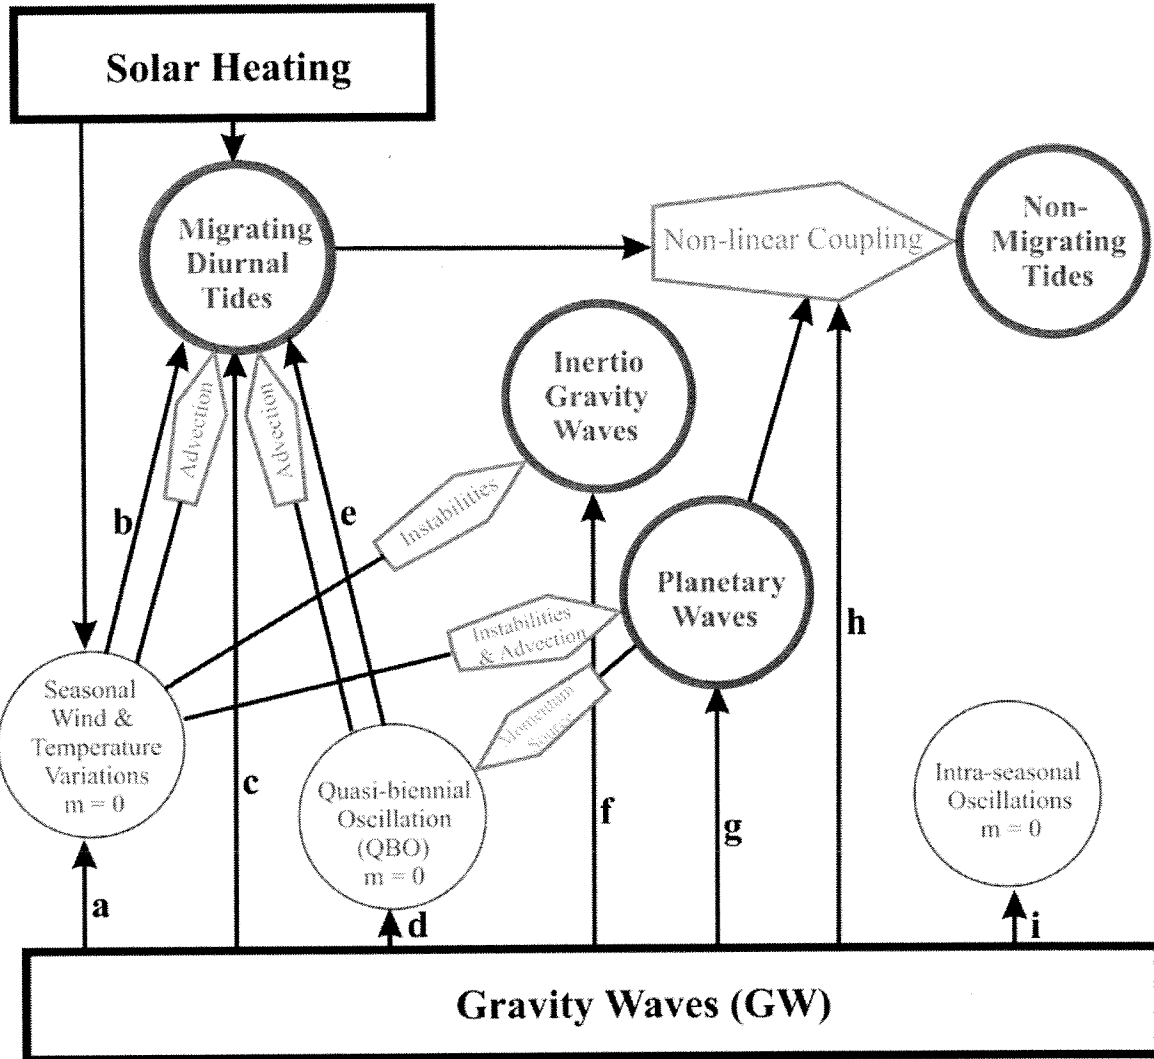 Solar Heating
Migrating
Diurnal
Tides
Non-linear Coupling
Non-
Migrating
Tides
Inertio
Gravity
Waves
Advection
Advection
b
e
Instabilities
Planetary
Waves
Instabilities
& Advection
h
Momentum
Source
Seasonal
Wind &
Temperature
Variations
m = 0
c
Quasi-biennial
Oscillation
(QBO)
m = 0
f
g
Intra-seasonal
Oscillations
m = 0
a
d
i
Gravity Waves (GW)